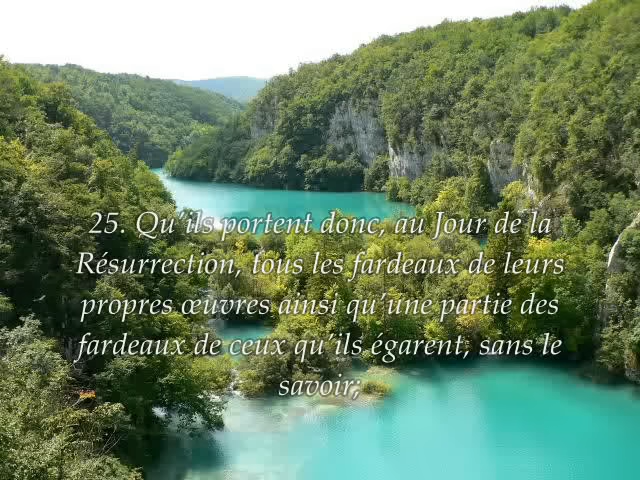 25. Qu'ils portent donc, au Jour de la
Résurrection, tous les fardeaux de leurs
propres œuvres ainsi qu'une partie des
fardeaux de ceux qu'ils égarent, sans le
savoir;